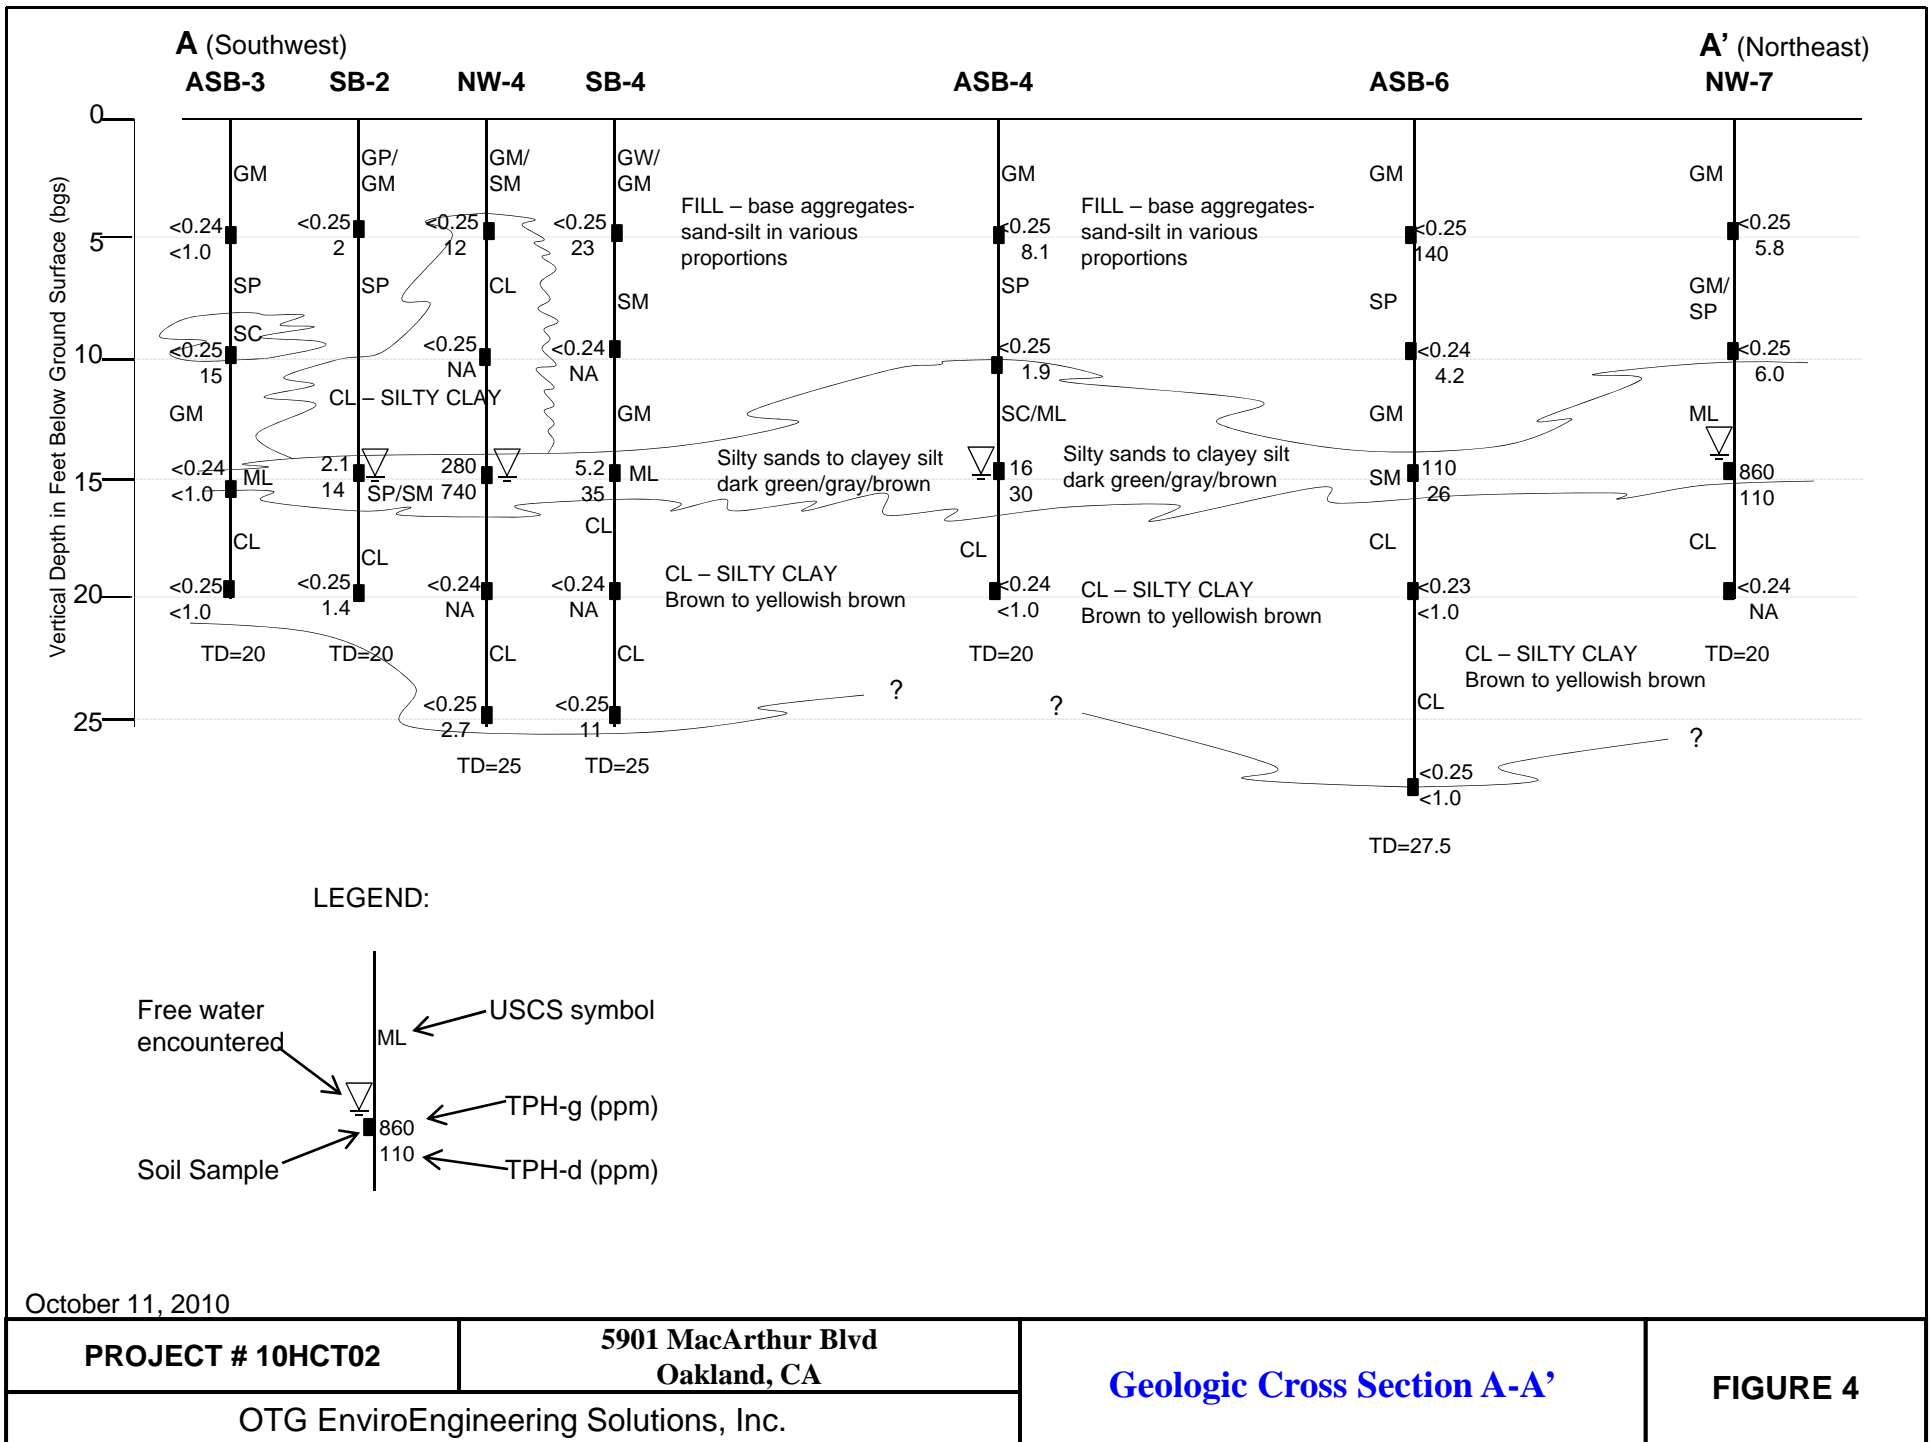 A (Southwest)
A’ (Northeast)
ASB-3 SB-2 NW-4 SB-4 ASB-4 ASB-6 NW-7
Vertical Depth in Feet Below Ground Surface (bgs)
0
5
10
15
20
25
GM
<0.24
<1.0
SP
SC
<0.25
15
GM
<0.24
<1.0
ML
CL
<0.25
<1.0
TD=20
GP/
GM
<0.25
2
SP
CL – SILTY CLAY
2.1
14
SP/SM
CL
<0.25
1.4
TD=20
GM/
SM
<0.25
12
CL
<0.25
NA
280
740
<0.24
NA
CL
<0.25
2.7
TD=25
GW/
GM
<0.25
23
SM
<0.24
NA
GM
5.2
35
ML
CL
<0.24
NA
CL
<0.25
11
TD=25
FILL – base aggregates-
sand-silt in various
proportions
Silty sands to clayey silt
dark green/gray/brown
CL – SILTY CLAY
Brown to yellowish brown
?
GM
<0.25
8.1
SP
<0.25
1.9
SC/ML
16
30
CL
<0.24
<1.0
TD=20
FILL – base aggregates-
sand-silt in various
proportions
Silty sands to clayey silt
dark green/gray/brown
CL – SILTY CLAY
Brown to yellowish brown
?
GM
<0.25
140
SP
<0.24
4.2
GM
110
SM
26
CL
<0.23
<1.0
CL
<0.25
<1.0
TD=27.5
CL – SILTY CLAY
Brown to yellowish brown
?
GM
<0.25
5.8
GM/
SP
<0.25
6.0
ML
860
110
CL
<0.24
NA
TD=20
LEGEND:
Free water
encountered
USCS symbol
ML
860
110
TPH-g (ppm)
Soil Sample
TPH-d (ppm)
October 11, 2010
PROJECT # 10HCT02
5901 MacArthur Blvd
Oakland, CA
OTG EnviroEngineering Solutions, Inc.
Geologic Cross Section A-A’
FIGURE 4